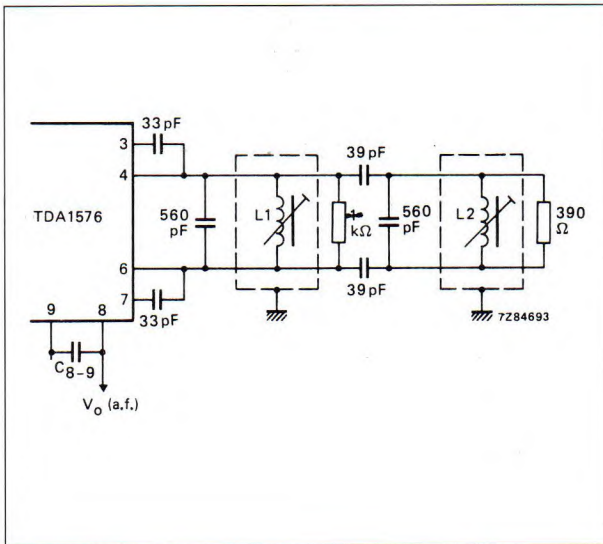 33 pF
3
4
39 pF
TDA1576
560
pF
L1
kΩ
560
pF
L2
390
Ω
6
7
39 pF
7Z84693
9
8
33 pF
C8-9
Vo (a.f.)